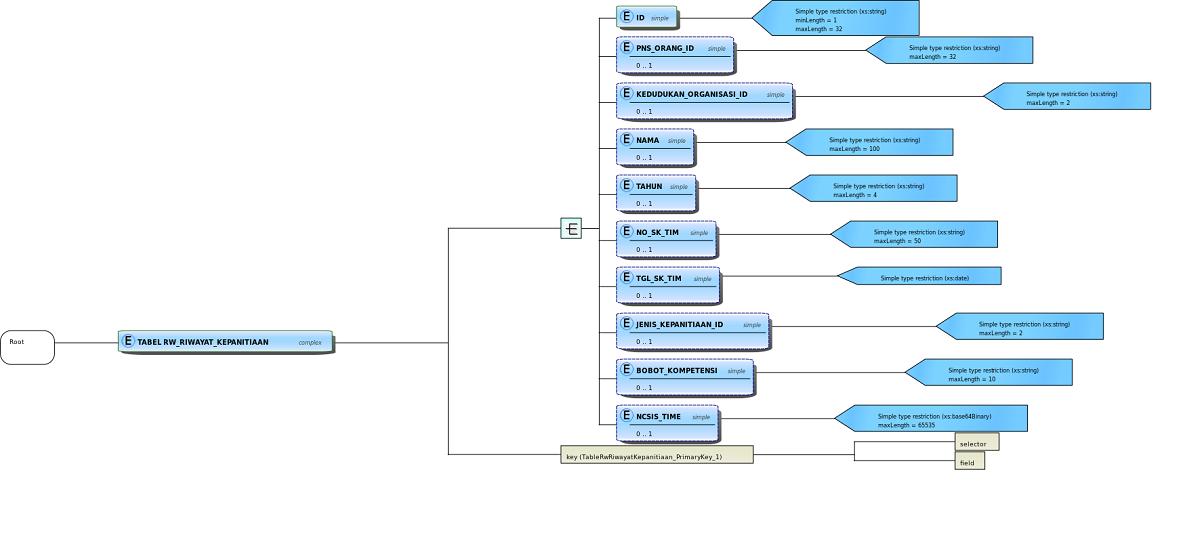 E ID simple
Simple type restriction (xs:string)
minLength = 1
maxLength = 32
E PNS_ORANG_ID simple
0 .. 1
Simple type restriction (xs:string)
maxLength = 32
E KEDUDUKAN_ORGANISASI_ID simple
0 .. 1
Simple type restriction (xs:string)
maxLength = 2
E NAMA simple
0 .. 1
Simple type restriction (xs:string)
maxLength = 100
E TAHUN simple
0 .. 1
Simple type restriction (xs:string)
maxLength = 4
E NO_SK_TIM simple
0 .. 1
Simple type restriction (xs:string)
maxLength = 50
E TGL_SK_TIM simple
0 .. 1
Simple type restriction (xs:date)
E JENIS_KEPANITIAAN_ID simple
0 .. 1
Simple type restriction (xs:string)
maxLength = 2
Root
E TABEL RW_RIWAYAT_KEPANITIAAN complex
E BOBOT_KOMPETENSI simple
0 .. 1
Simple type restriction (xs:string)
maxLength = 10
E NCSIS_TIME simple
0 .. 1
Simple type restriction (xs:base64Binary)
maxLength = 65535
key (TableRwRiwayatKepanitiaan_PrimaryKey_1)
selector
field